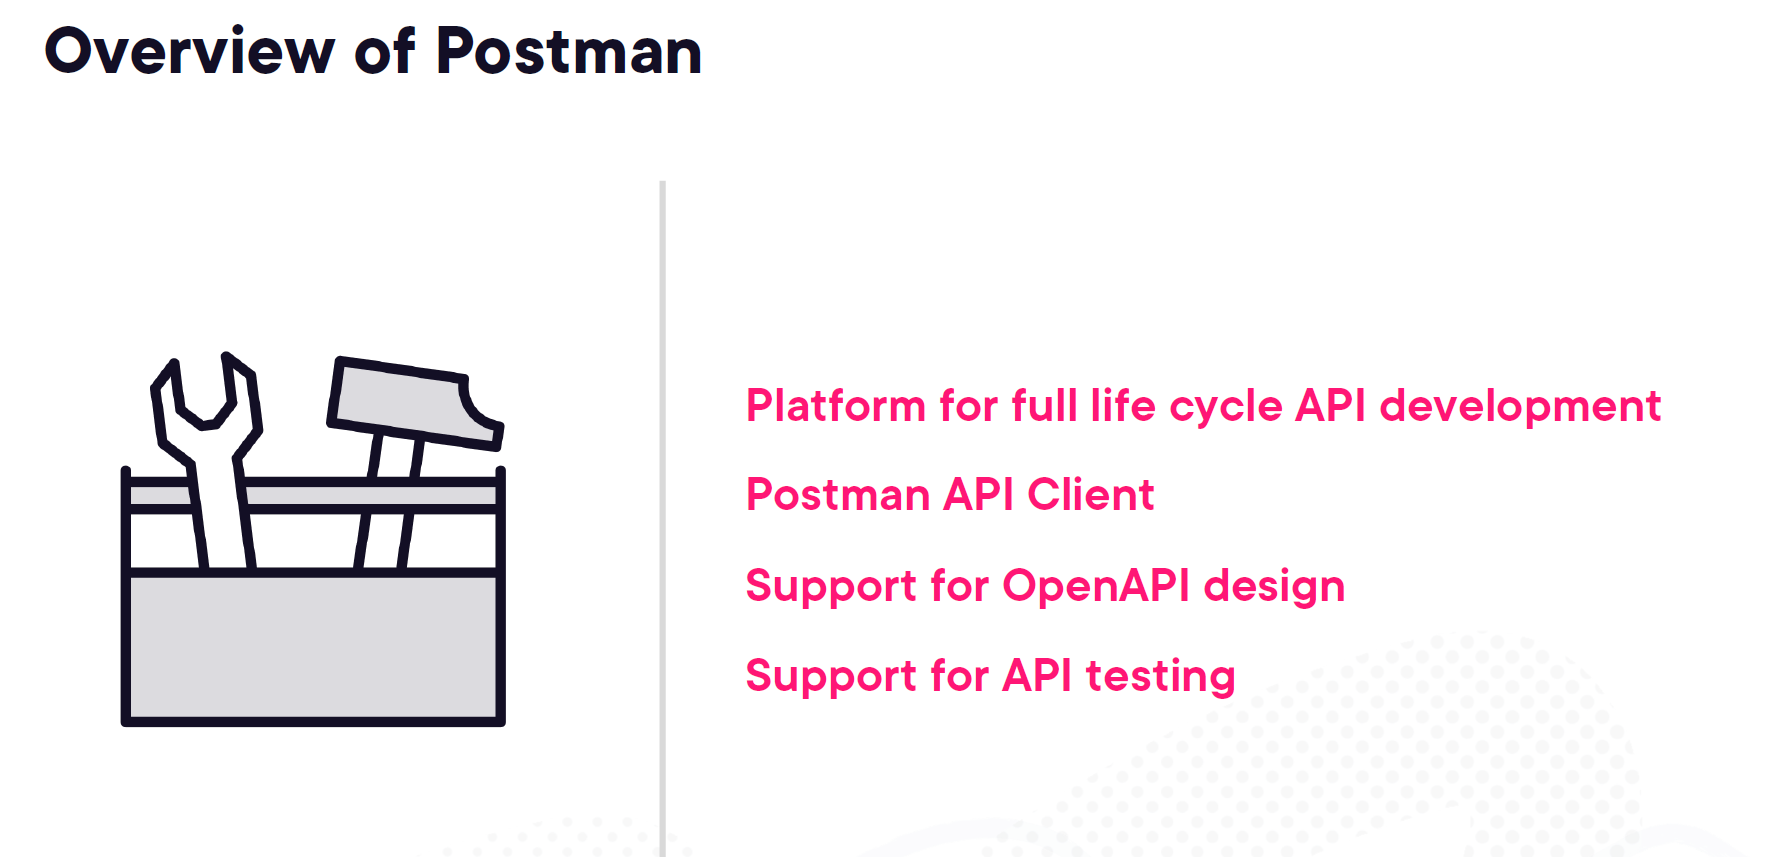 Overview of Postman
Platform for full life cycle API development
Postman API Client
Support for OpenAPI design
Support for API testing